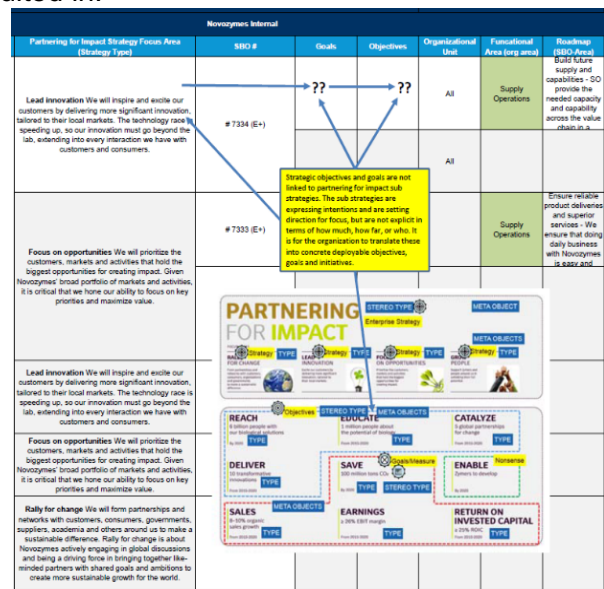 Novozymes Internal
Partnering for Impact Strategy Focus Area
(Strategy Type)
SBO #
Goals
Objectives
Organizational
Unit
Funcational
Area (org area)
Roadmap
(SBO-Area)
Lead innovation We will inspire and excite our
customers by delivering more significant innovation,
tailored to their local markets. The technology race is
speeding up, so our innovation must go beyond the
lab, extending into every interaction we have with
customers and consumers.
# 7334 (E+)
??
??
All
Supply
Operations
Build future
supply and
capabilities - SO
provide the
needed capacity
and capability
across the value
chain in a
All
Strategic objectives and goals are not
linked to partnering for impact sub
strategies. The sub strategies are
expressing intentions and are setting
direction for focus, but are not explicit in
terms of how much, how far, or who. It
is for the organization to translate these
into concrete deployable objectives,
goals and initiatives.
Focus on opportunities We will prioritize the
customers, markets and activities that hold the
biggest opportunities for creating impact. Given
Novozymes' broad portfolio of markets and activities,
it is critical that we hone our ability to focus on key
priorities and maximize value.
# 7333 (E+)
Supply
Operations
Ensure reliable
product deliveries
and superior
services - We
ensure that doing
daily business
with Novozymes
is easy and
PARTNERING
FOR IMPACT
STEREO TYPE
META OBJECT
Enterprise Strategy
META OBJECTS
Strategy TYPE
Strategy TYPE
Strategy TYPE
Strategy TYPE
FOR CHANGE
INNOVATION
ON OPPORTUNITIES
PEOPLE
Lead innovation We will inspire and excite our
customers by delivering more significant innovation,
tailored to their local markets. The technology race is
speeding up, so our innovation must go beyond the
lab, extending into every interaction we have with
customers and consumers.
Focus on opportunities We will prioritize the
customers, markets and activities that hold the
biggest opportunities for creating impact. Given
Novozymes' broad portfolio of markets and activities,
it is critical that we hone our ability to focus on key
priorities and maximize value.
Rally for change We will form partnerships and
networks with customers, consumers, governments,
suppliers, academia and others around us to make a
sustainable difference. Rally for change is about
Novozymes actively engaging in global discussions
and being a driving force in bringing together like-
minded partners with shared goals and ambitions to
create more sustainable growth for the world.
Objectives
STEREO TYPE
META OBJECTS
REACH
6 billion people with
our biological solutions
TYPE
EDUCATE
1 million people about
the potential of biology
TYPE
CATALYZE
5 global partnerships
for change
TYPE
DELIVER
10 transformative
innovations
TYPE
Goals/Measure
SAVE
100 million tons CO₂
TYPE
STEREO TYPE
Nonsense
ENABLE
Zymers to develop
TYPE
META OBJECTS
SALES
8-10% organic
sales growth
TYPE
EARNINGS
≥ 26% EBIT margin
TYPE
RETURN ON
INVESTED CAPITAL
≥ 25% ROIC
TYPE